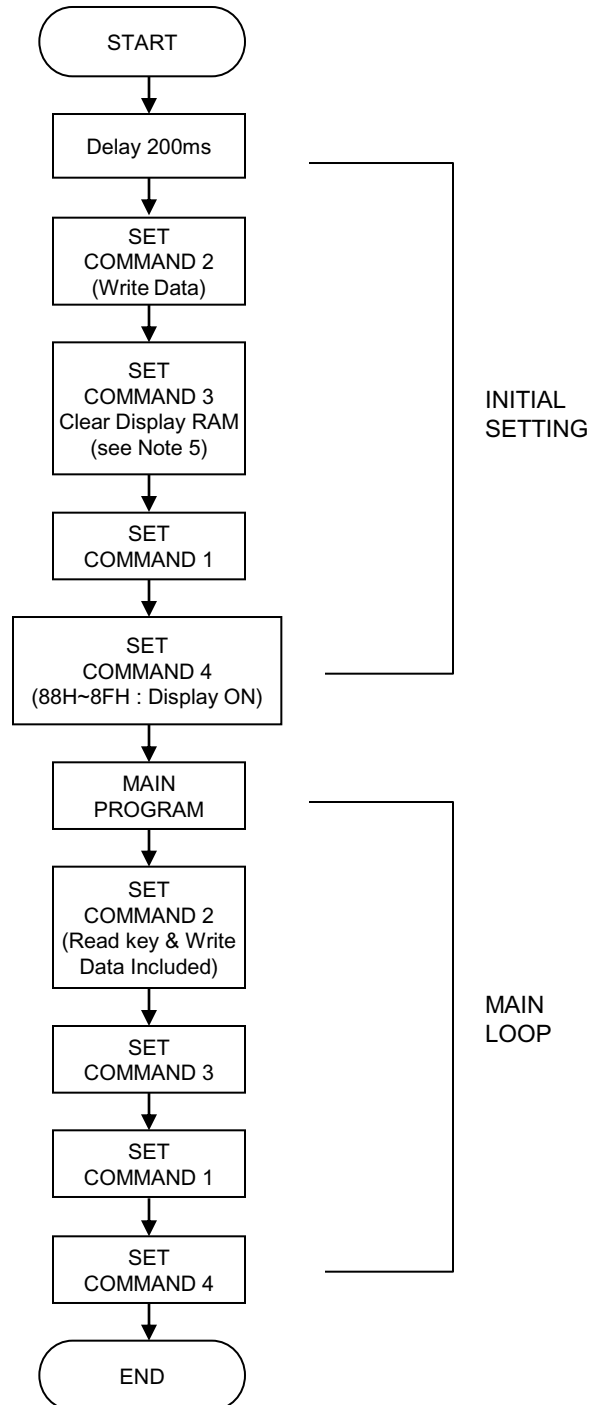 START
Delay 200ms
SET
COMMAND 2
(Write Data)
SET
COMMAND 3
Clear Display RAM
(see Note 5)
INITIAL
SETTING
SET
COMMAND 1
SET
COMMAND 4
(88H~8FH : Display ON)
MAIN
PROGRAM
SET
COMMAND 2
(Read key & Write
Data Included)
MAIN
LOOP
SET
COMMAND 3
SET
COMMAND 1
SET
COMMAND 4
END